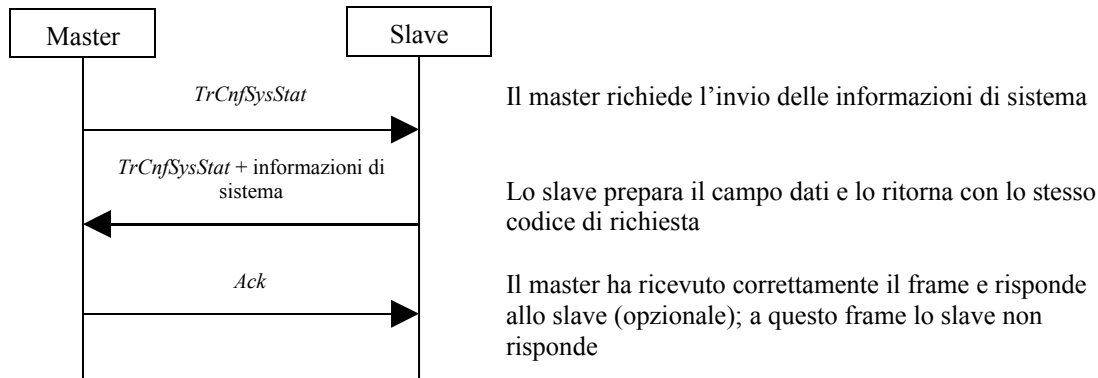 Master
Slave
TrCnfSysStat
Il master richiede l’invio delle informazioni di sistema
TrCnfSysStat + informazioni di
sistema
Lo slave prepara il campo dati e lo ritorna con lo stesso
codice di richiesta
Ack
Il master ha ricevuto correttamente il frame e risponde
allo slave (opzionale); a questo frame lo slave non
risponde